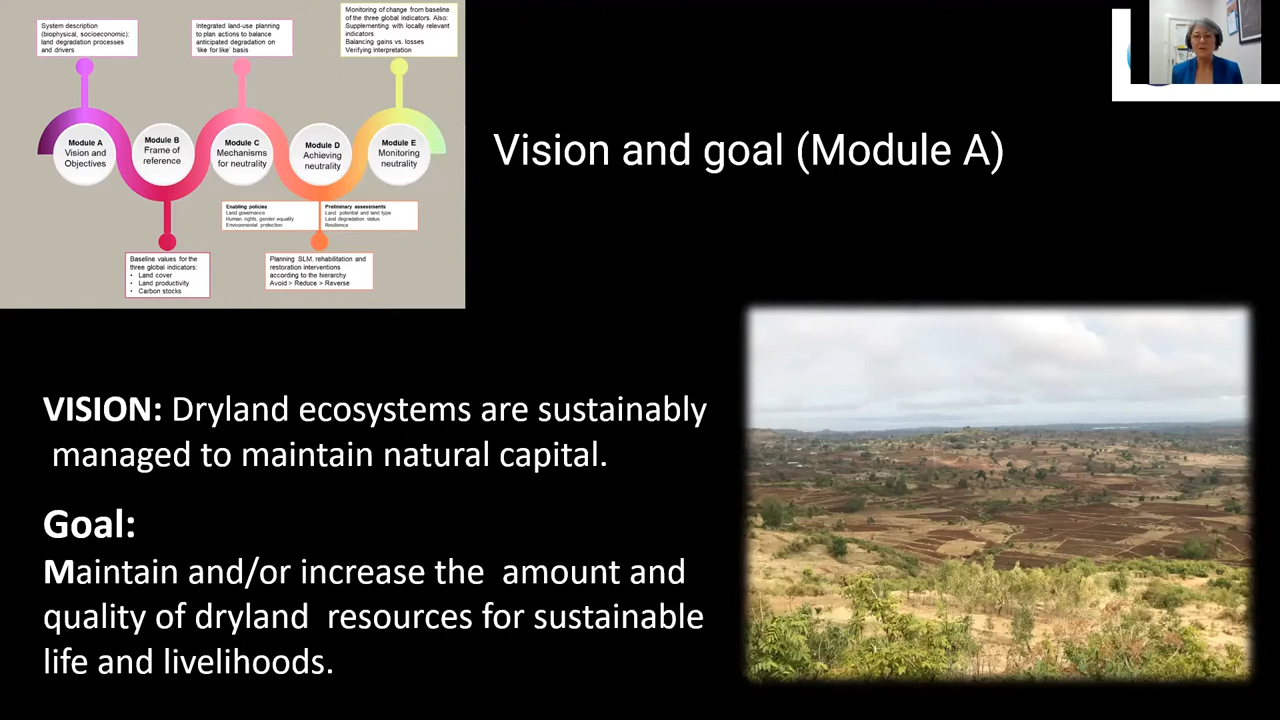 System description
(biophysical, socioeconomic);
land degradation processes
and drivers
Integrated land-use planning
to plan actions to balance
anticipated degradation on
'like for like' basis
Monitoring of change from baseline
of the three global indicators. Also:
Supplementing with locally relevant
indicators
Balancing gains vs. losses
Verifying interpretation
Module A
Vision and
Objectives
Module B
Frame of
reference
Module C
Mechanisms
for neutrality
Module D
Achieving
neutrality
Module E
Monitoring
neutrality
Enabling policies
Land governance
Human rights, gender equality
Environmental protection
Preliminary assessments
Land potential and land type
Land degradation status
Resilience
Baseline values for the
three global indicators:
• Land cover
• Land productivity
• Carbon stocks
Planning SLM, rehabilitation and
restoration interventions
according to the hierarchy
Avoid > Reduce > Reverse
Vision and goal (Module A)
VISION: Dryland ecosystems are sustainably
managed to maintain natural capital.
Goal:
Maintain and/or increase the amount and
quality of dryland resources for sustainable
life and livelihoods.